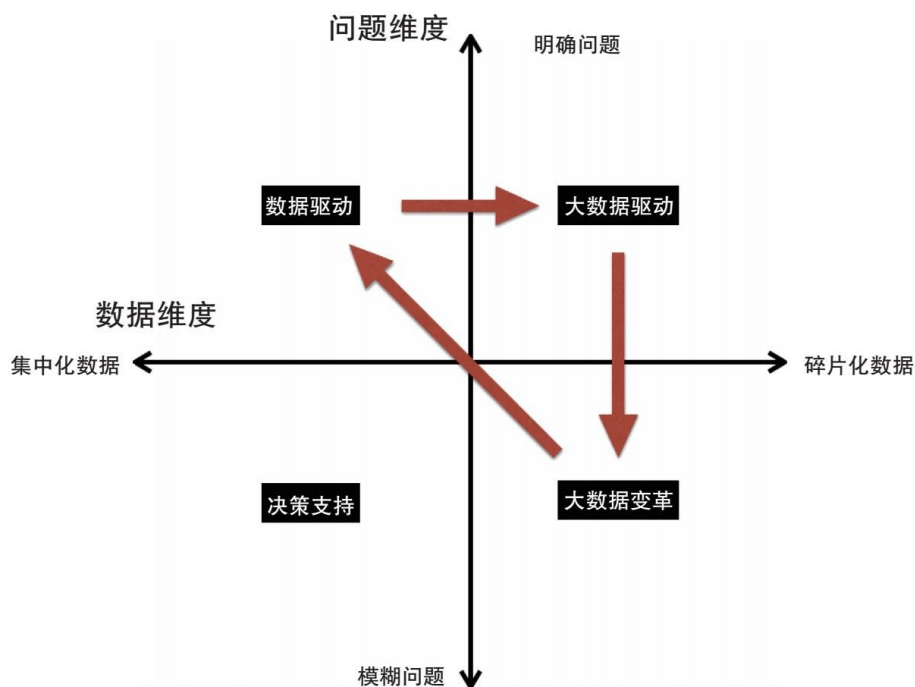 问题维度
明确问题
数据驱动
大数据驱动
数据维度
集中化数据
碎片化数据
决策支持
大数据变革
模糊问题